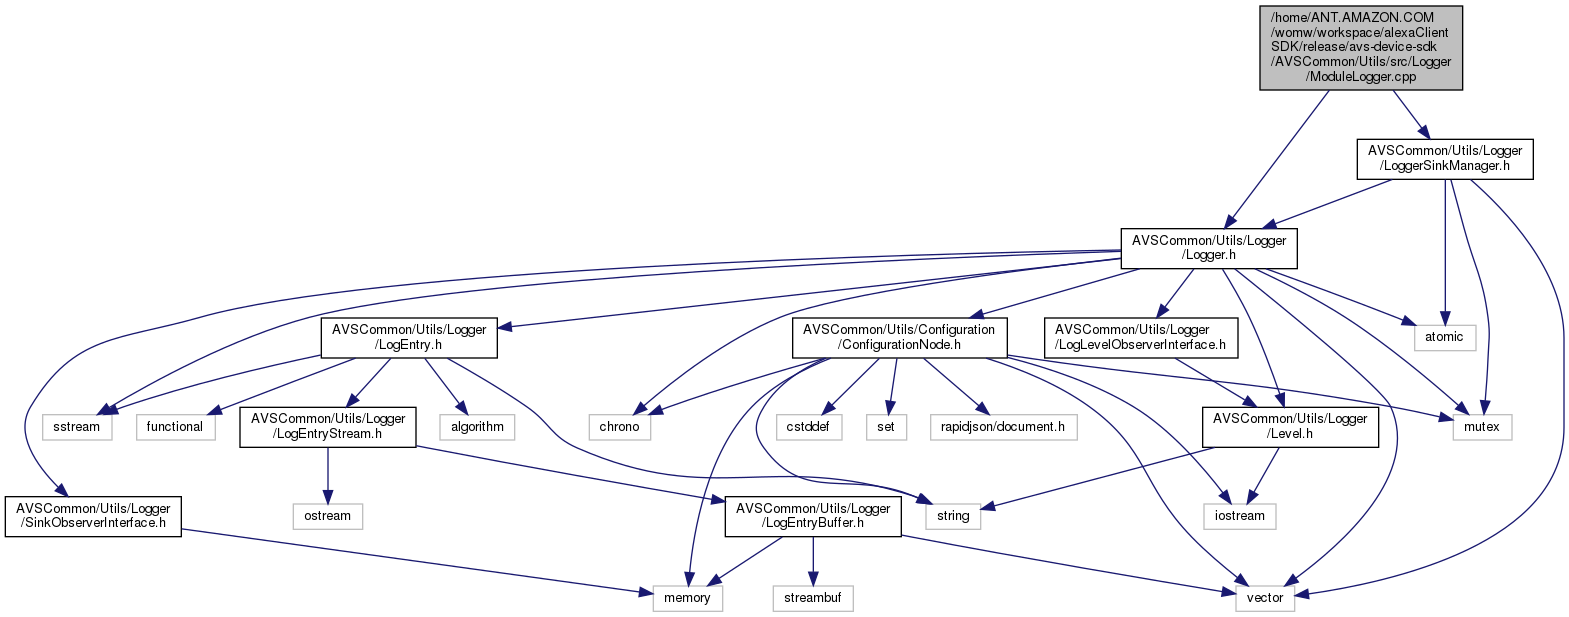 /home/ANT.AMAZON.COM
/womw/workspace/alexaClient
SDK/release/avs-device-sdk
/AVSCommon/Utils/src/Logger
/ModuleLogger.cpp
AVSCommon/Utils/Logger
/LoggerSinkManager.h
AVSCommon/Utils/Logger
/Logger.h
AVSCommon/Utils/Logger
/LogEntry.h
AVSCommon/Utils/Configuration
/ConfigurationNode.h
AVSCommon/Utils/Logger
/LogLevelObserverInterface.h
atomic
sstream
functional
AVSCommon/Utils/Logger
/LogEntryStream.h
algorithm
chrono
cstddef
set
rapidjson/document.h
AVSCommon/Utils/Logger
/Level.h
mutex
AVSCommon/Utils/Logger
/SinkObserverInterface.h
ostream
AVSCommon/Utils/Logger
/LogEntryBuffer.h
string
iostream
memory
streambuf
vector